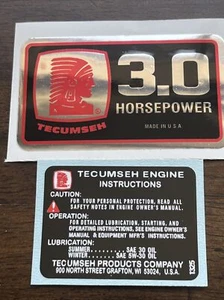 3.0
HORSEPOWER
TECUMSEH
MADE IN U.S.A.
TECUMSEH ENGINE
INSTRUCTIONS
CAUTION:
FOR YOUR PERSONAL PROTECTION, READ ALL
SAFETY NOTES IN ENGINE OWNER'S MANUAL.
OPERATION:
FOR DETAILED LUBRICATION, STARTING, AND
OPERATING INSTRUCTIONS, SEE ENGINE OWNER'S
MANUAL & EQUIPMENT MFR'S INSTRUCTIONS.
LUBRICATION:
SUMMER SAE 30 OIL
WINTER SAE 5W-30 OIL
TECUMSEH PRODUCTS COMPANY
900 NORTH STREET GRAFTON, WI 53024. U.S.A.